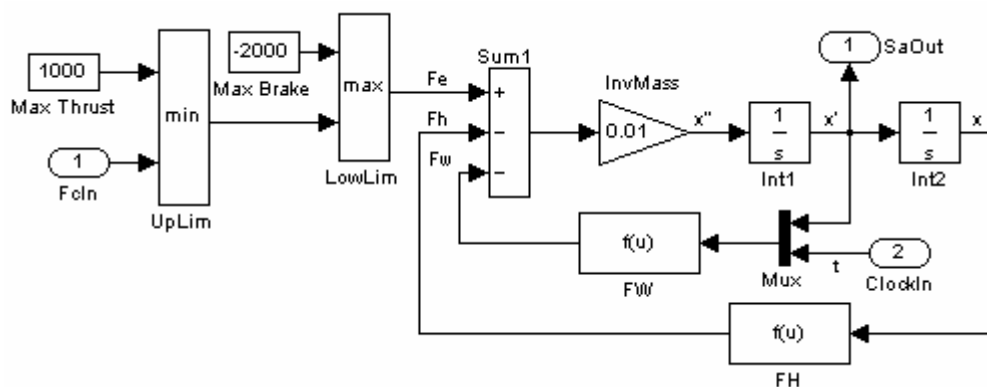 1000
Max Thrust
1
FcIn
min
UpLim
-2000
Max Brake
max
LowLim
Fe
Fh
Fw
Sum1
+
−
−
InvMass
0.01
x''
1
s
Int1
x'
1
SaOut
1
s
Int2
x
f(u)
FW
Mux
t
2
ClockIn
f(u)
FH